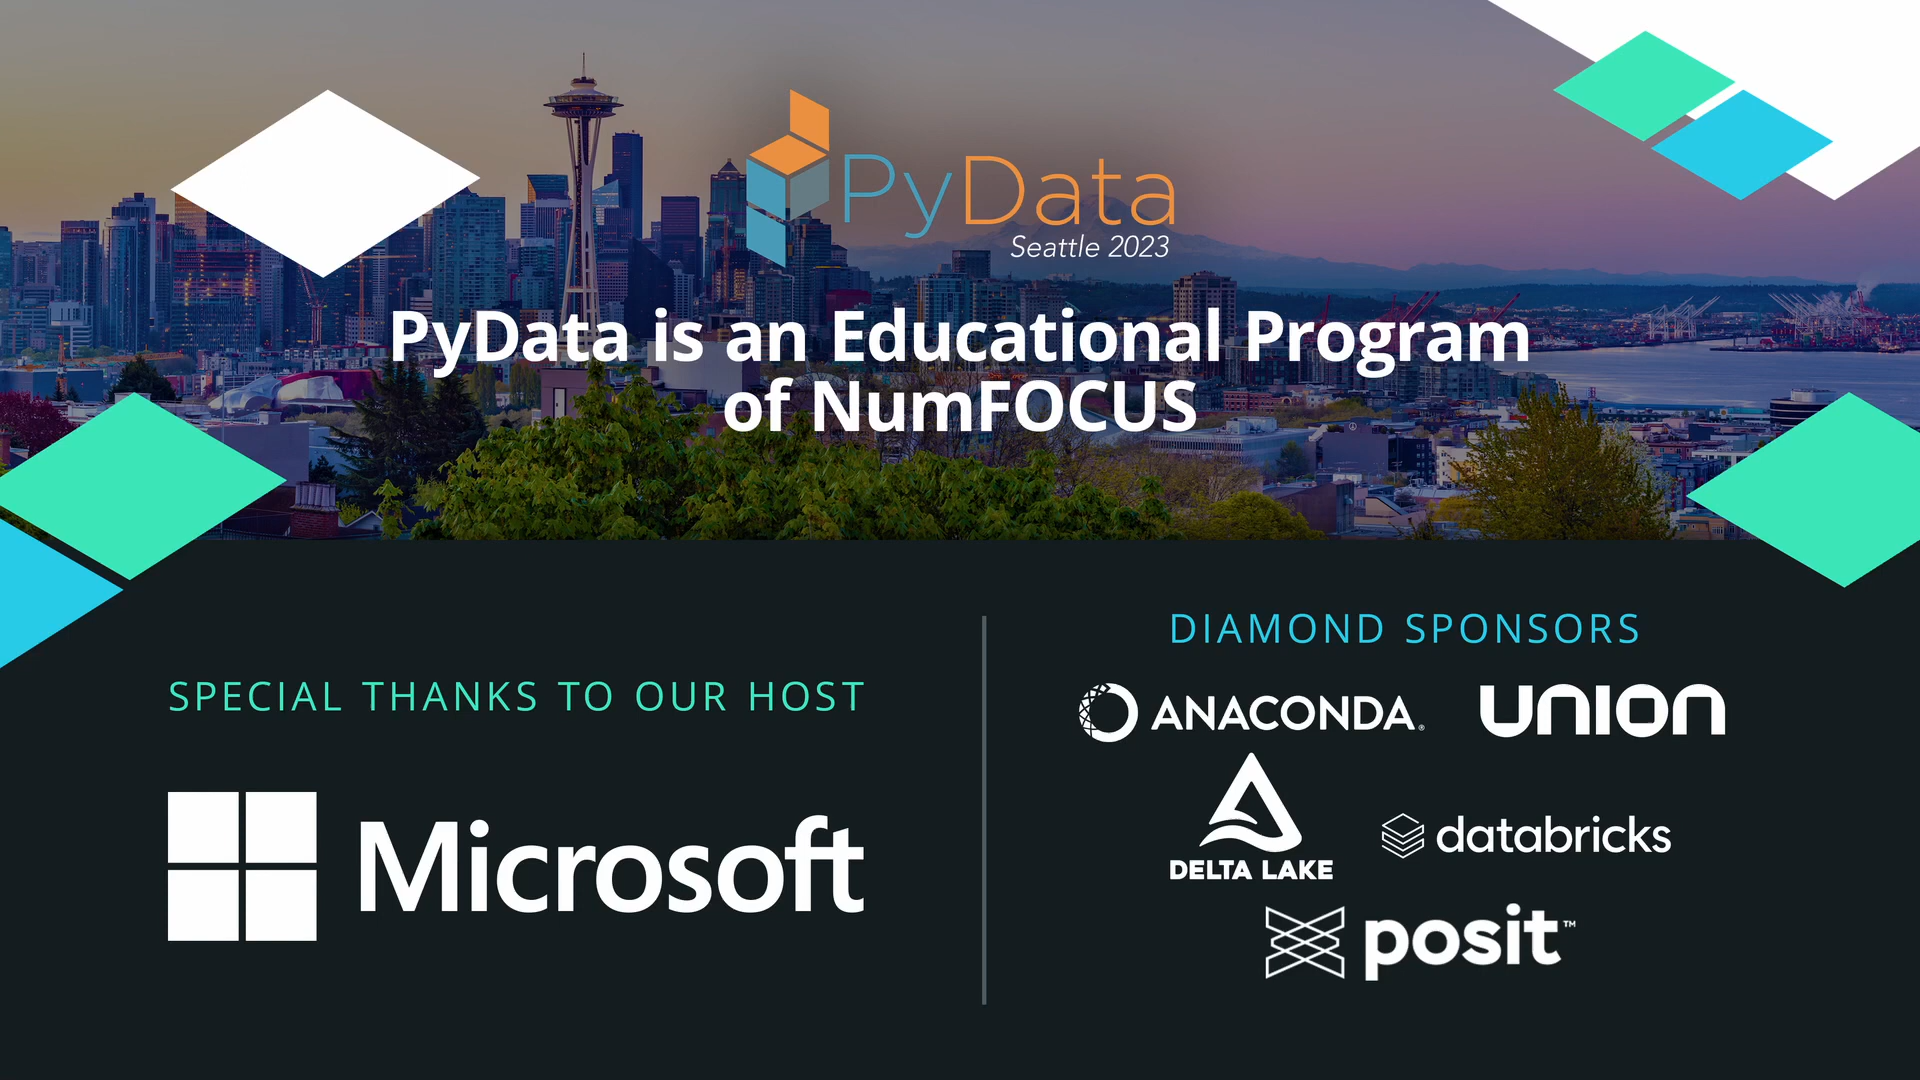 PyData
Seattle 2023
PyData is an Educational Program
of NumFOCUS
SPECIAL THANKS TO OUR HOST
Microsoft
DIAMOND SPONSORS
ANACONDA®
UNION
DELTA LAKE
databricks
posit™